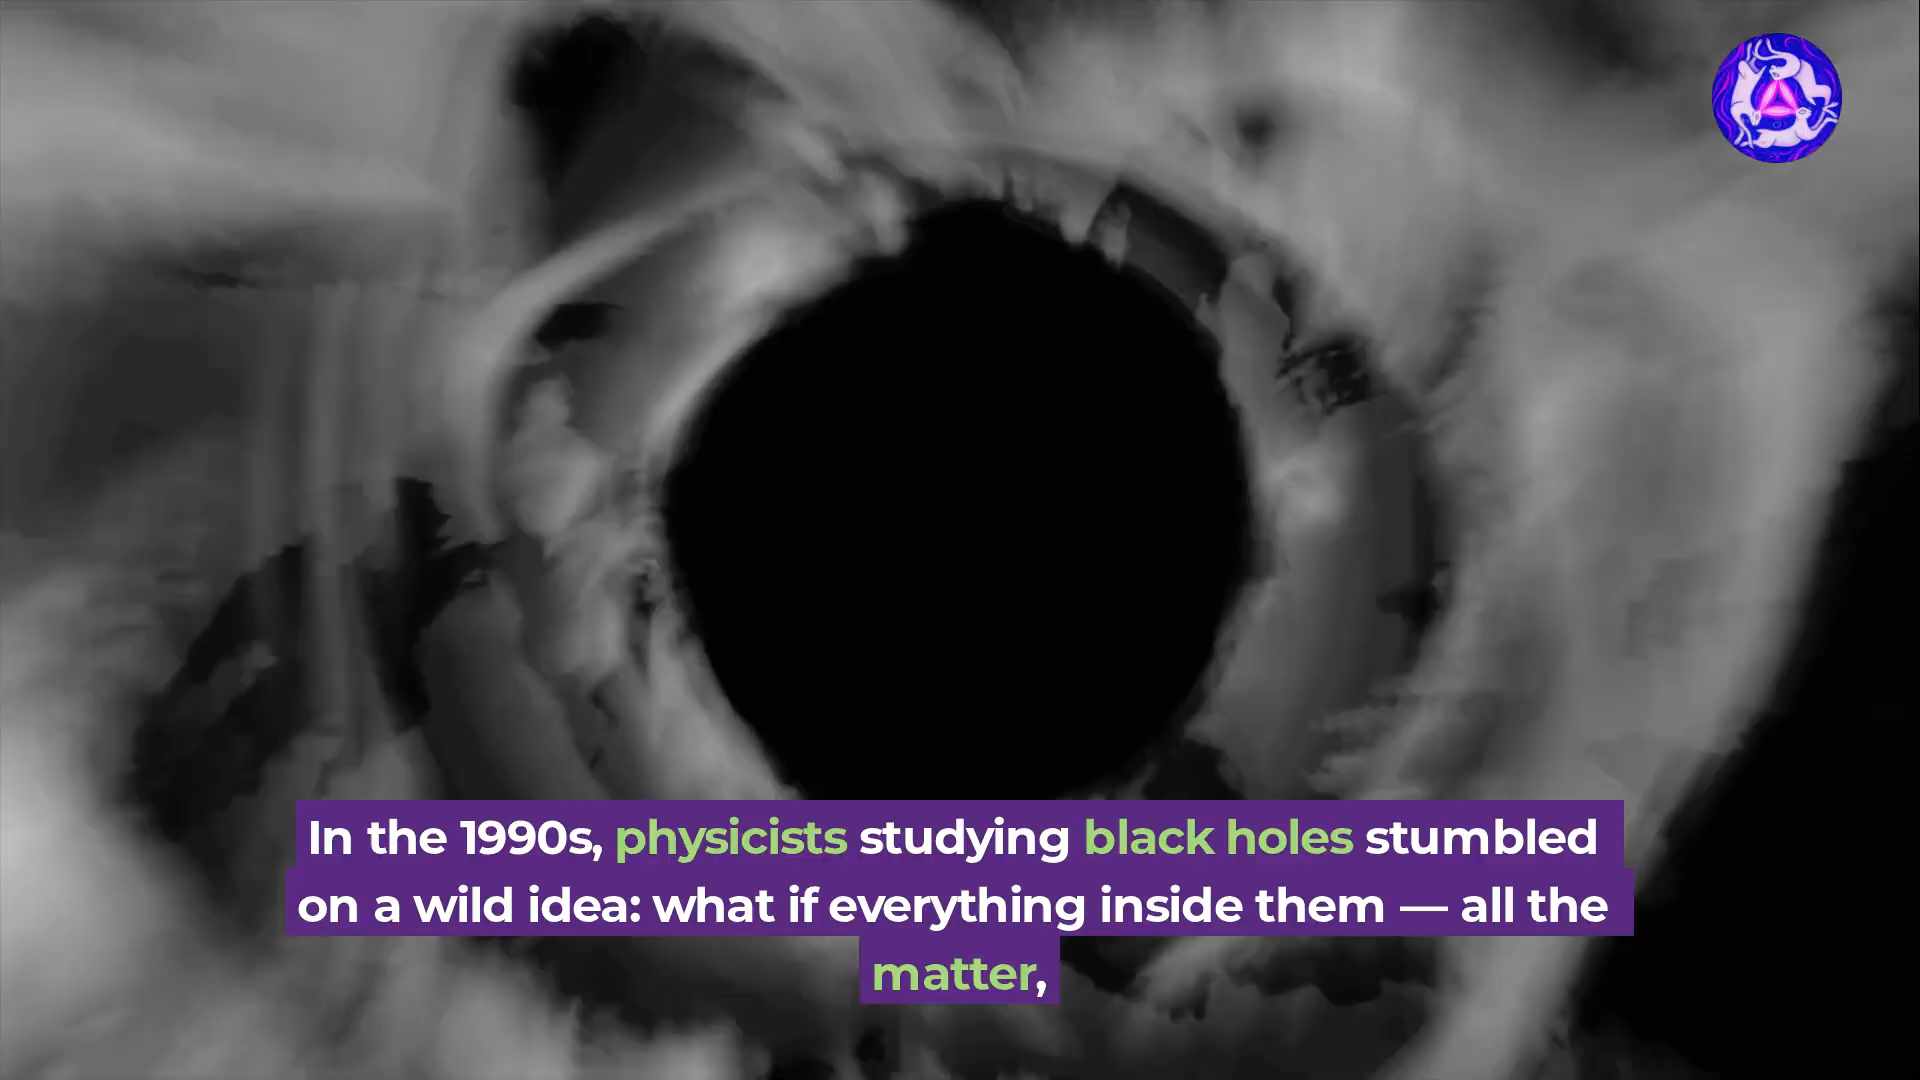 In the 1990s, physicists studying black holes stumbled
on a wild idea: what if everything inside them — all the
matter,